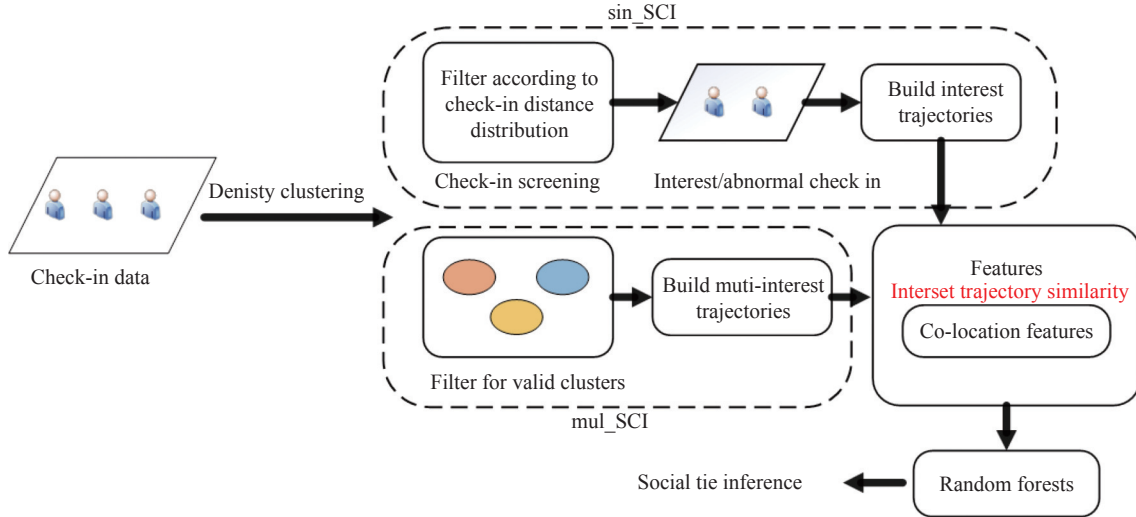 sin_SCI
Filter according to
check-in distance
distribution
Build interest
trajectories
Check-in screening
Interest/abnormal check in
Denisty clustering
Check-in data
Build muti-interest
trajectories
Filter for valid clusters
mul_SCI
Features
Interset trajectory similarity
Co-location features
Random forests
Social tie inference